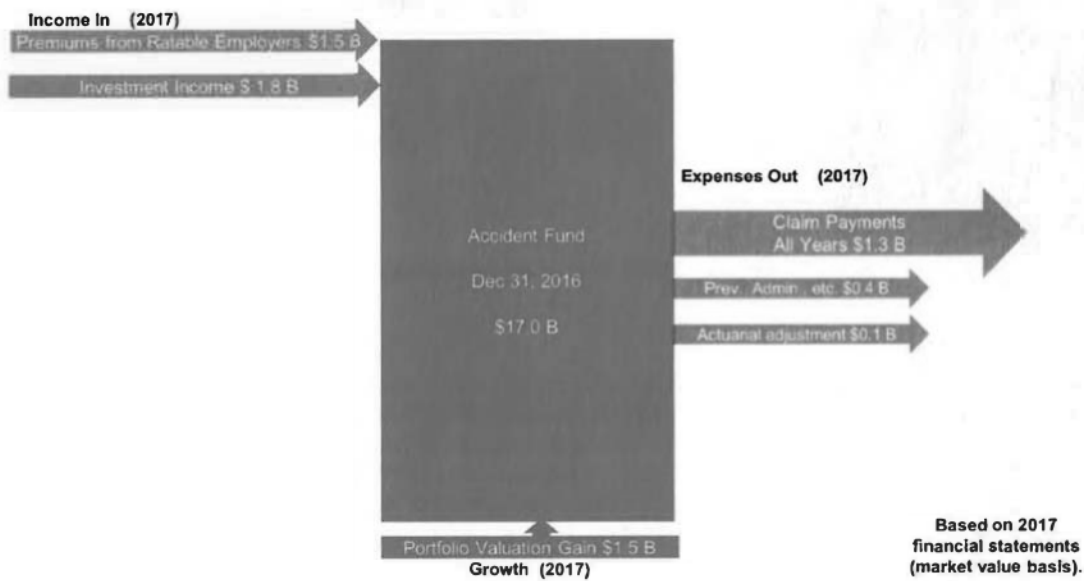 Income In (2017)
Premiums from Ratable Employers $1.5 B
Investment Income $ 1.8 B
Expenses Out (2017)
Claim Payments
All Years $1.3 B
Accident Fund
Dec 31, 2016
$17.0 B
Prev. Admin., etc. $0.4 B
Actuarial adjustment $0.1 B
Portfolio Valuation Gain $1.5 B
Growth (2017)
Based on 2017
financial statements
(market value basis).